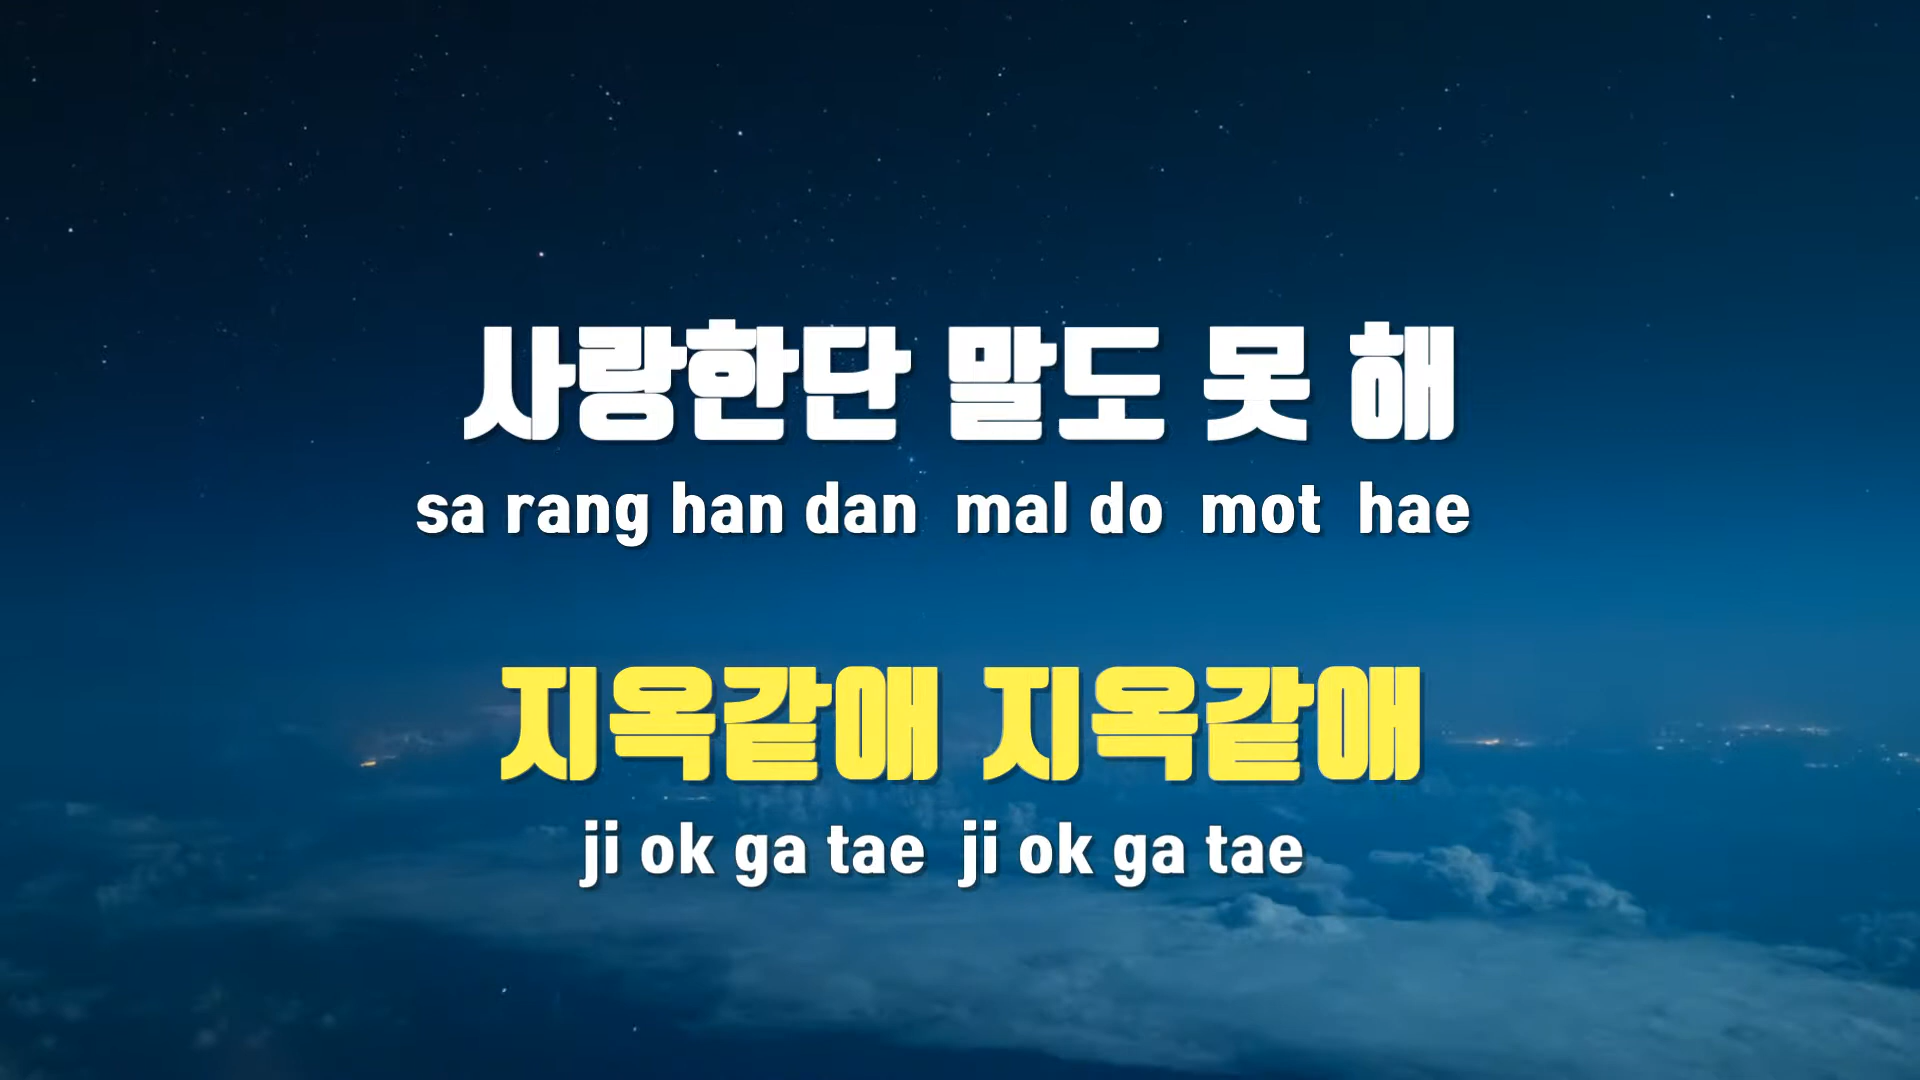 사랑한단 말도 못 해
sa rang han dan mal do mot hae
지옥같애 지옥같애
ji ok ga tae ji ok ga tae